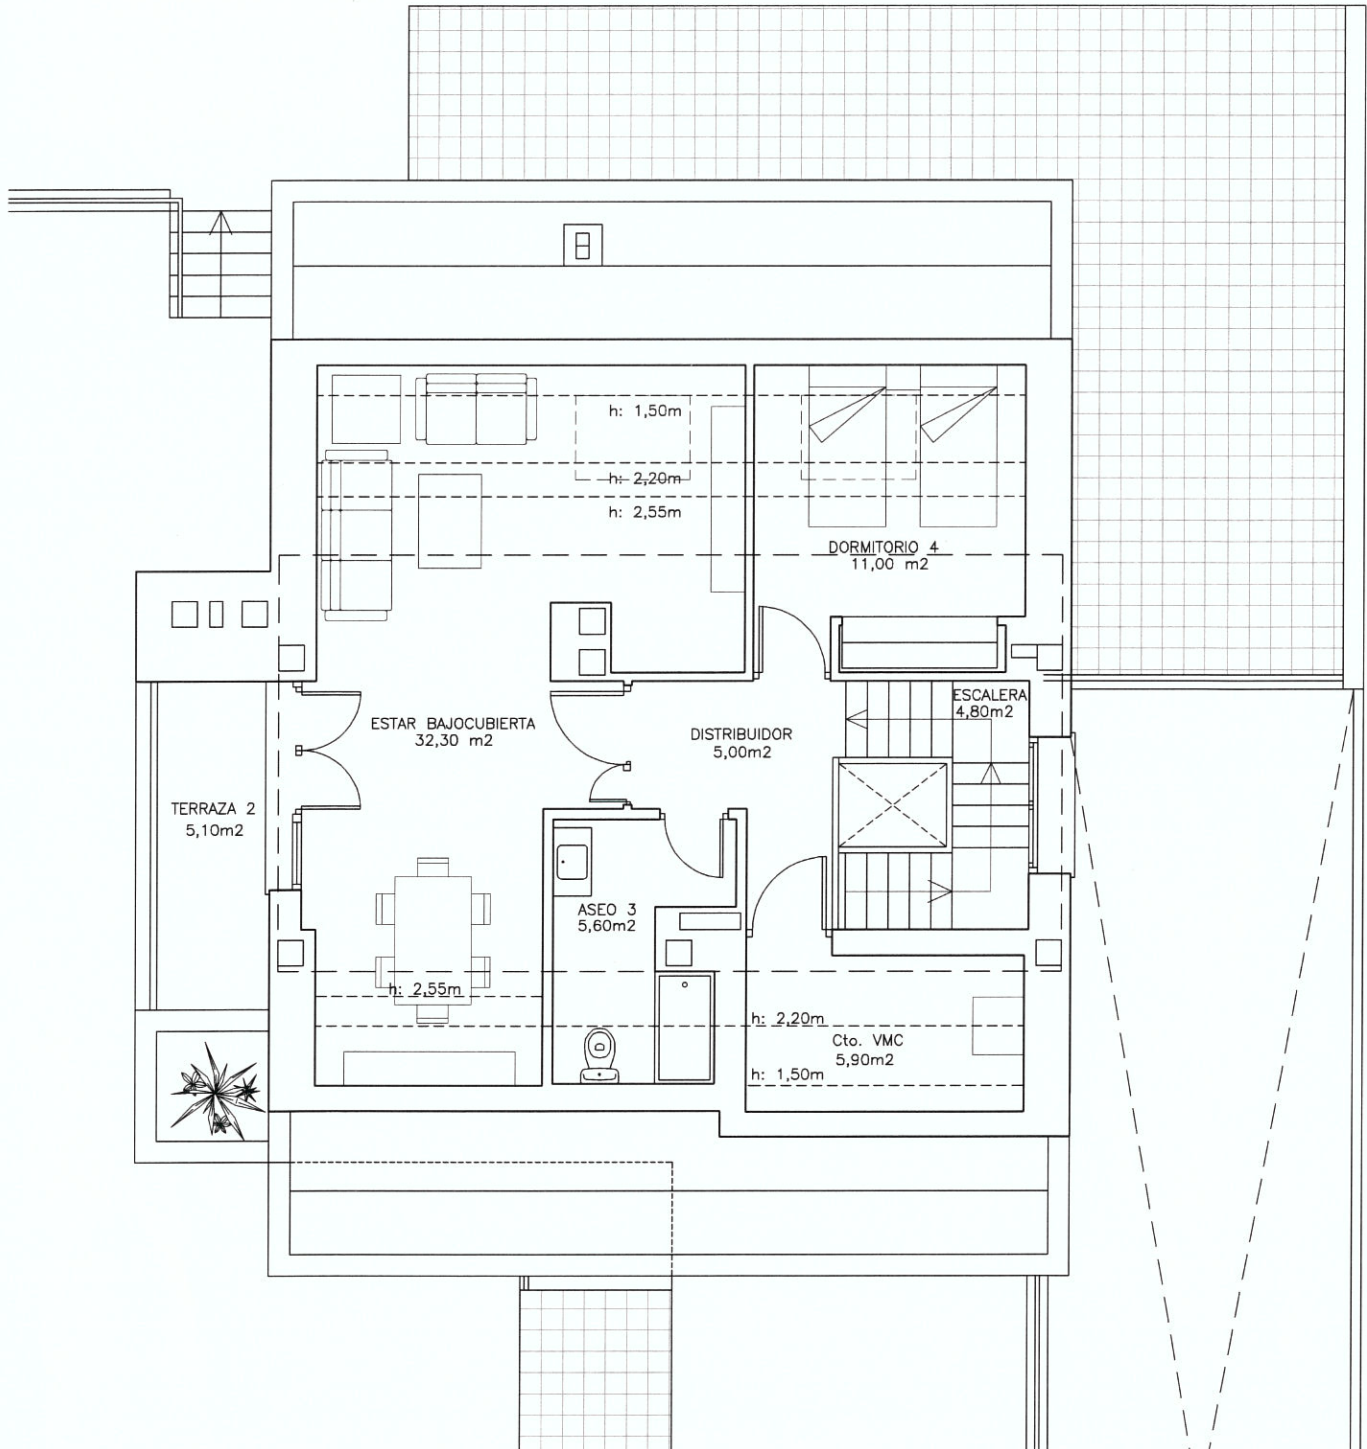 h: 1,50m
h: 2,20m
h: 2,55m
DORMITORIO 4
11,00 m2
ESCALERA
4,80m2
ESTAR BAJOCUBIERTA
32,30 m2
DISTRIBUIDOR
5,00m2
TERRAZA 2
5,10m2
ASEO 3
5,60m2
h: 2,55m
h: 2,20m
Cto. VMC
5,90m2
h: 1,50m